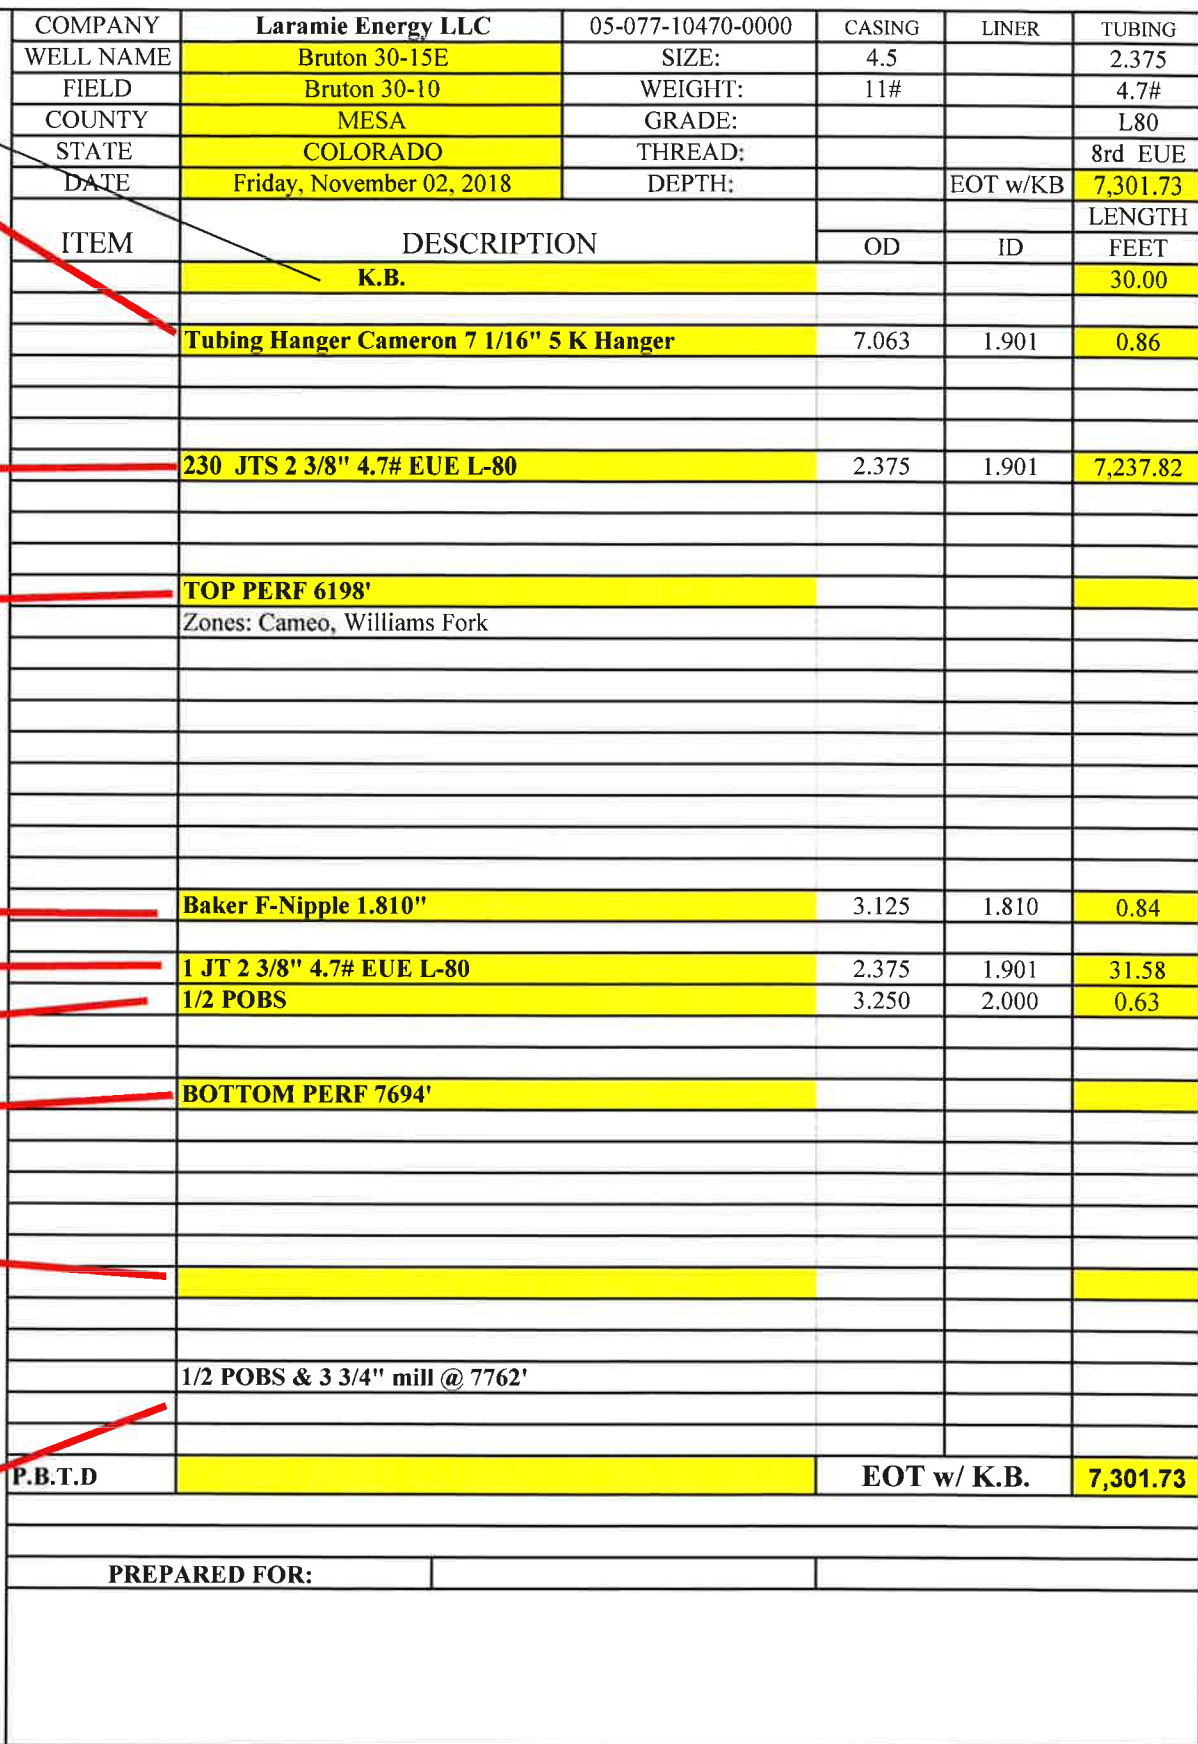 COMPANY Laramie Energy LLC 05-077-10470-0000 CASING LINER TUBING
WELL NAME Bruton 30-15E SIZE: 4.5 2.375
FIELD Bruton 30-10 WEIGHT: 11# 4.7#
COUNTY MESA GRADE: L80
STATE COLORADO THREAD: 8rd EUE
DATE Friday, November 02, 2018 DEPTH: EOT w/KB 7,301.73
LENGTH
ITEM DESCRIPTION OD ID FEET
K.B. 30.00
Tubing Hanger Cameron 7 1/16" 5 K Hanger 7.063 1.901 0.86
230 JTS 2 3/8" 4.7# EUE L-80 2.375 1.901 7,237.82
TOP PERF 6198'
Zones: Cameo, Williams Fork
Baker F-Nipple 1.810" 3.125 1.810 0.84
1 JT 2 3/8" 4.7# EUE L-80 2.375 1.901 31.58
1/2 POBS 3.250 2.000 0.63
BOTTOM PERF 7694'
1/2 POBS & 3 3/4" mill @ 7762'
P.B.T.D EOT w/ K.B. 7,301.73
PREPARED FOR: